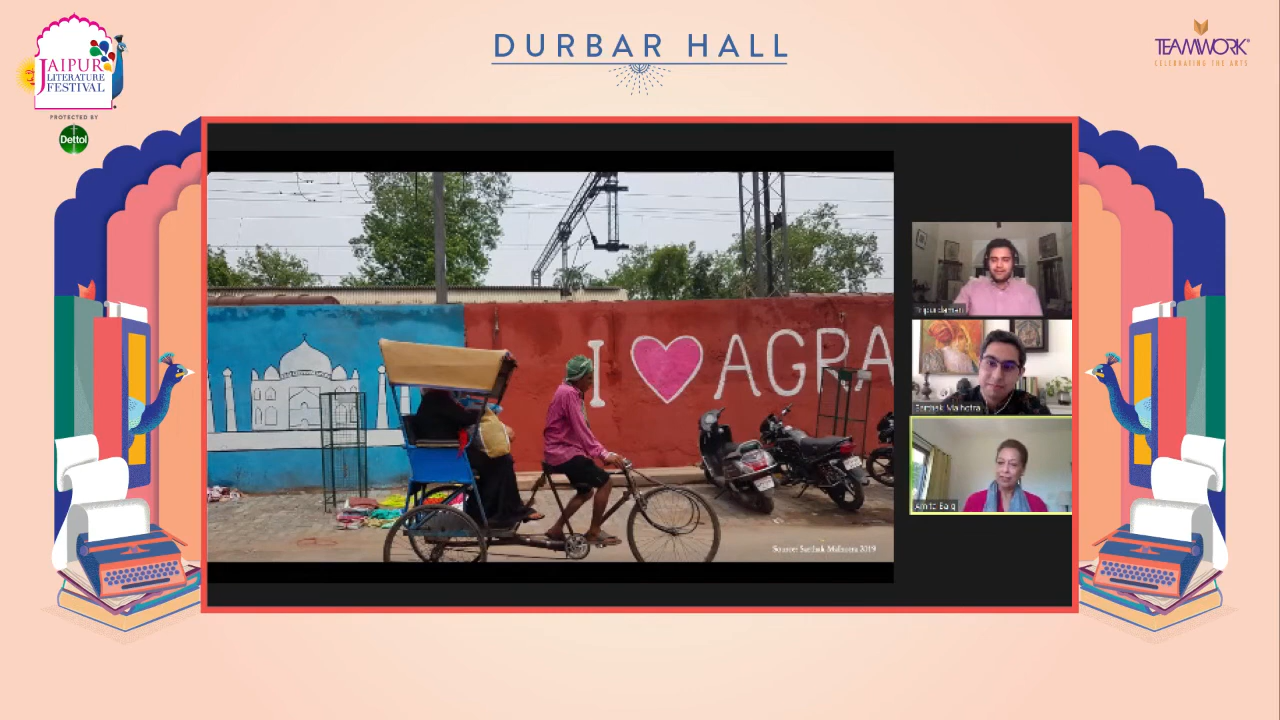 JAIPUR
LITERATURE
FESTIVAL
PROTECTED BY
Dettol
DURBAR HALL
TEAMWORK
CELEBRATING THE ARTS
I AGRA
Source: Sarthak Malhotra 2019
Sarthak Malhotra
Amita Baig